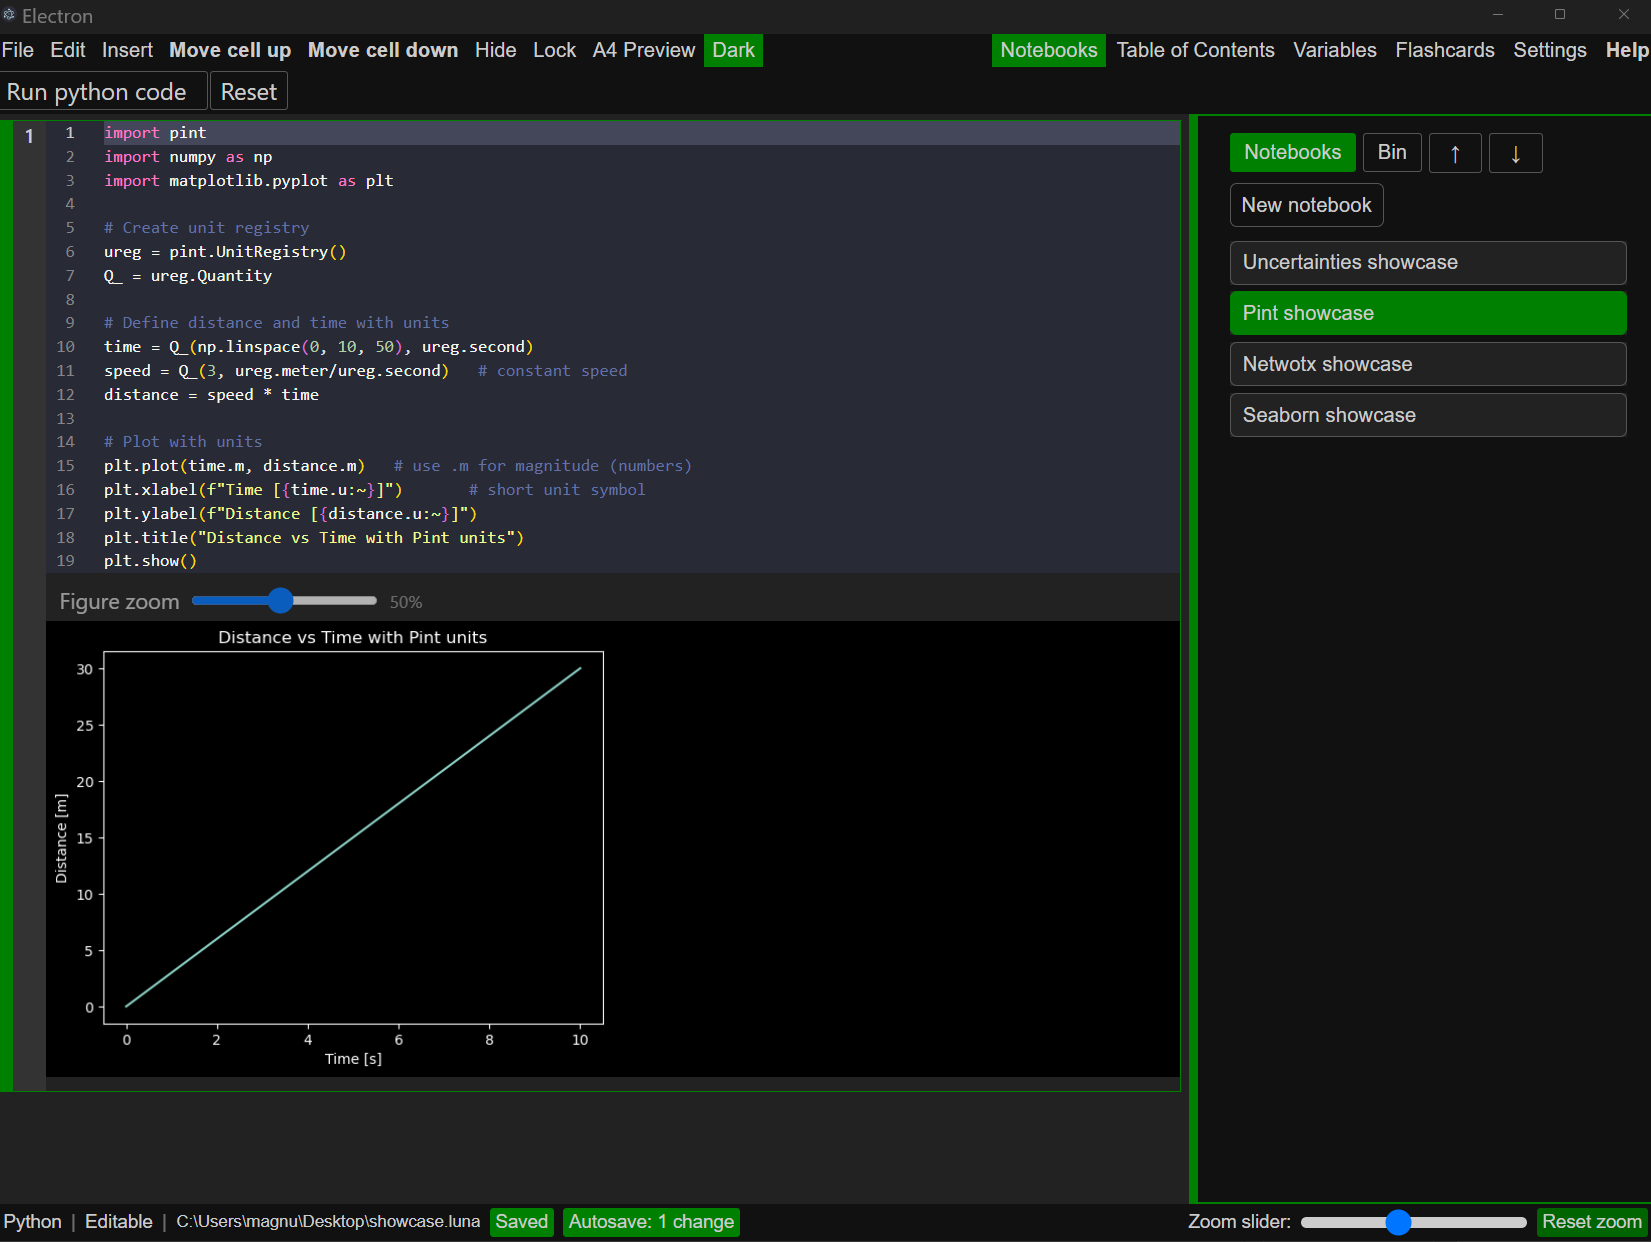 Electron
File Edit Insert Move cell up Move cell down Hide Lock A4 Preview Dark Notebooks Table of Contents Variables Flashcards Settings Help
Run python code Reset
1
1 import pint
2 import numpy as np
3 import matplotlib.pyplot as plt
4
5 # Create unit registry
6 ureg = pint.UnitRegistry()
7 Q_ = ureg.Quantity
8
9 # Define distance and time with units
10 time = Q_(np.linspace(0, 10, 50), ureg.second)
11 speed = Q_(3, ureg.meter/ureg.second)   # constant speed
12 distance = speed * time
13
14 # Plot with units
15 plt.plot(time.m, distance.m)   # use .m for magnitude (numbers)
16 plt.xlabel(f"Time [{time.u:~}]")       # short unit symbol
17 plt.ylabel(f"Distance [{distance.u:~}]")
18 plt.title("Distance vs Time with Pint units")
19 plt.show()
Figure zoom 50%
Distance vs Time with Pint units
30
25
20
15
10
5
0
Distance [m]
0 2 4 6 8 10
Time [s]
Notebooks Bin ↑ ↓
New notebook
Uncertainties showcase
Pint showcase
Netwotx showcase
Seaborn showcase
Python | Editable | C:\Users\magnu\Desktop\showcase.luna Saved Autosave: 1 change Zoom slider: Reset zoom